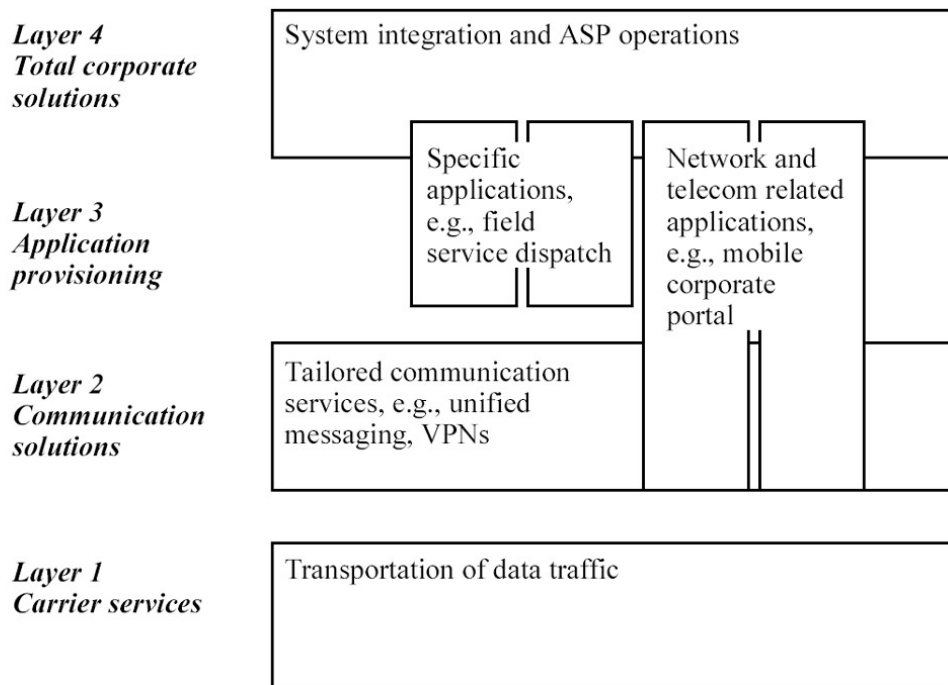 Layer 4
Total corporate
solutions
System integration and ASP operations
Specific
applications,
e.g., field
service dispatch
Network and
telecom related
applications,
e.g., mobile
corporate
portal
Layer 3
Application
provisioning
Layer 2
Communication
solutions
Tailored communication
services, e.g., unified
messaging, VPNs
Layer 1
Carrier services
Transportation of data traffic